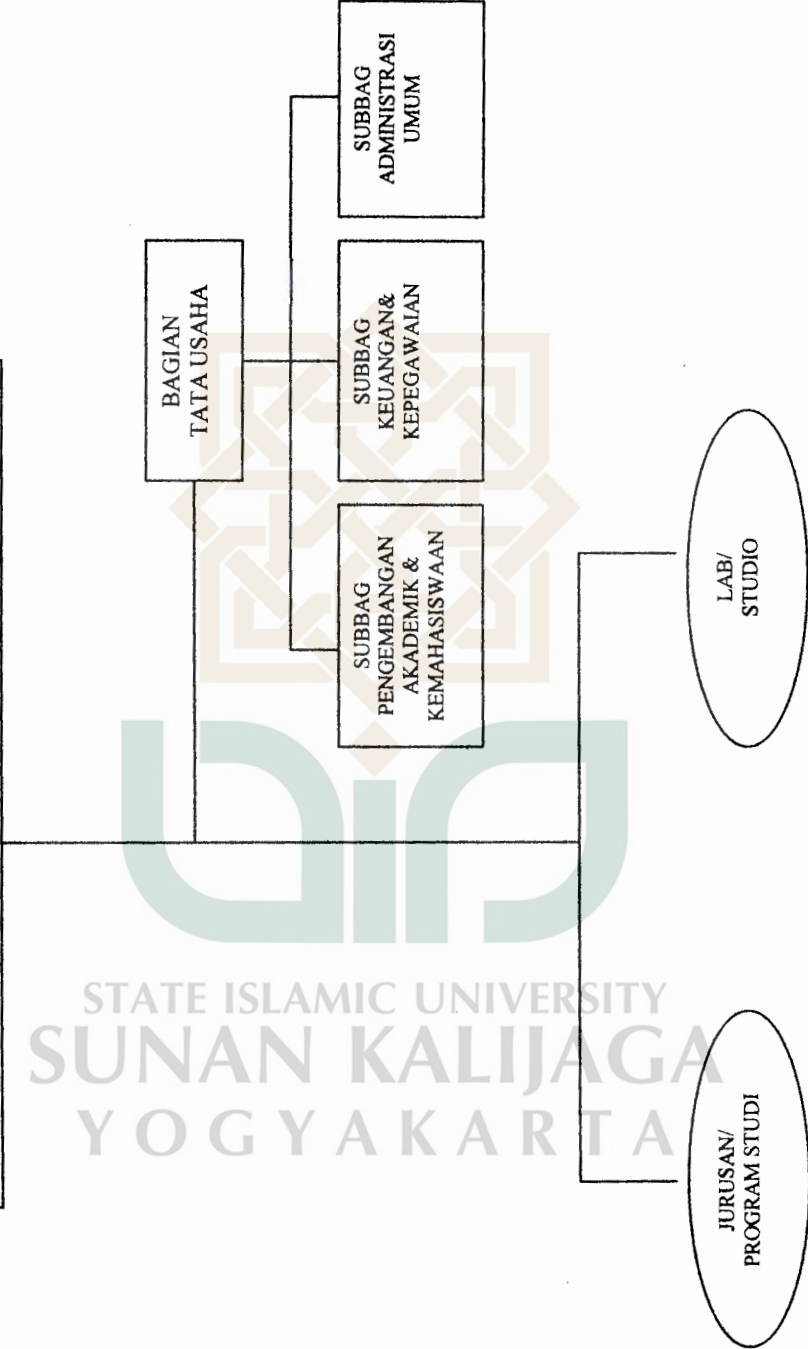 BAGIAN
TATA USAHA
SUBBAG
PENGEMBANGAN
AKADEMIK &
KEMAHASISWAAN
SUBBAG
KEUANGAN&
KEPEGAWAIAN
SUBBAG
ADMINISTRASI
UMUM
JURUSAN/
PROGRAM STUDI
LAB/
STUDIO
STATE ISLAMIC UNIVERSITY
SUNAN KALIJAGA
YOGYAKARTA